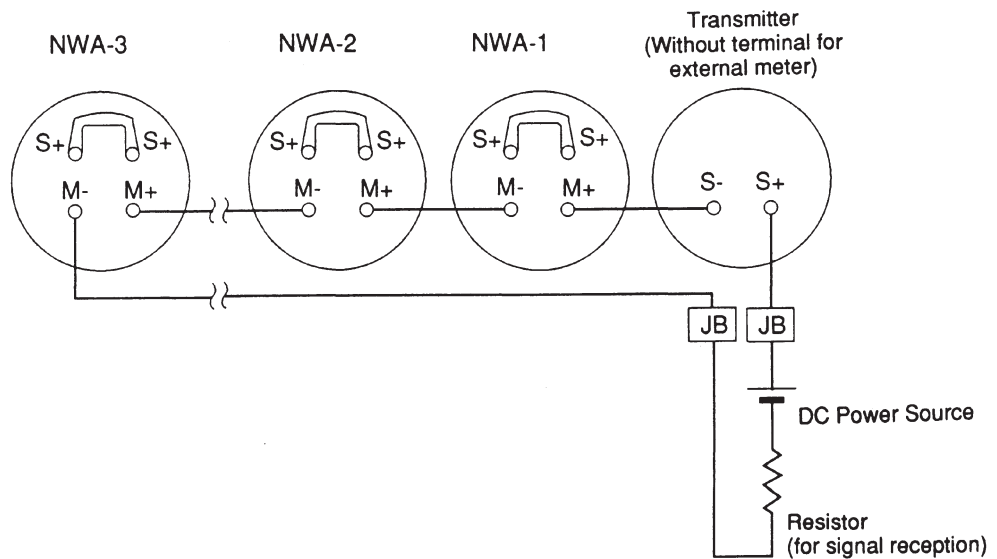 NWA-3
NWA-2
NWA-1
Transmitter
(Without terminal for
external meter)
S+ S+
S+ S+
S+ S+
M- M+
M- M+
M- M+
S- S+
JB
JB
DC Power Source
Resistor
(for signal reception)